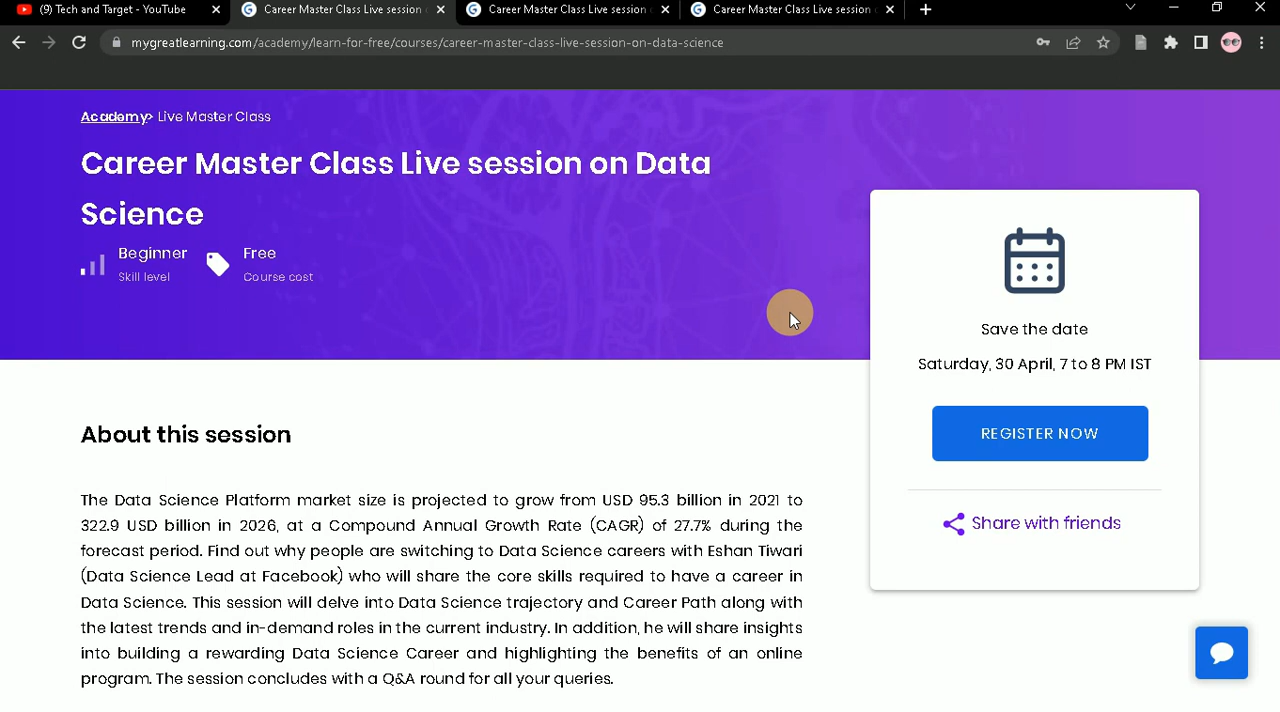 (9) Tech and Target - YouTube
Career Master Class Live session
Career Master Class Live session
Career Master Class Live session
mygreatlearning.com/academy/learn-for-free/courses/career-master-class-live-session-on-data-science
Academy> Live Master Class
Career Master Class Live session on Data
Science
Beginner
Skill level
Free
Course cost
Save the date
Saturday, 30 April, 7 to 8 PM IST
REGISTER NOW
Share with friends
About this session
The Data Science Platform market size is projected to grow from USD 95.3 billion in 2021 to
322.9 USD billion in 2026, at a Compound Annual Growth Rate (CAGR) of 27.7% during the
forecast period. Find out why people are switching to Data Science careers with Eshan Tiwari
(Data Science Lead at Facebook) who will share the core skills required to have a career in
Data Science. This session will delve into Data Science trajectory and Career Path along with
the latest trends and in-demand roles in the current industry. In addition, he will share insights
into building a rewarding Data Science Career and highlighting the benefits of an online
program. The session concludes with a Q&A round for all your queries.